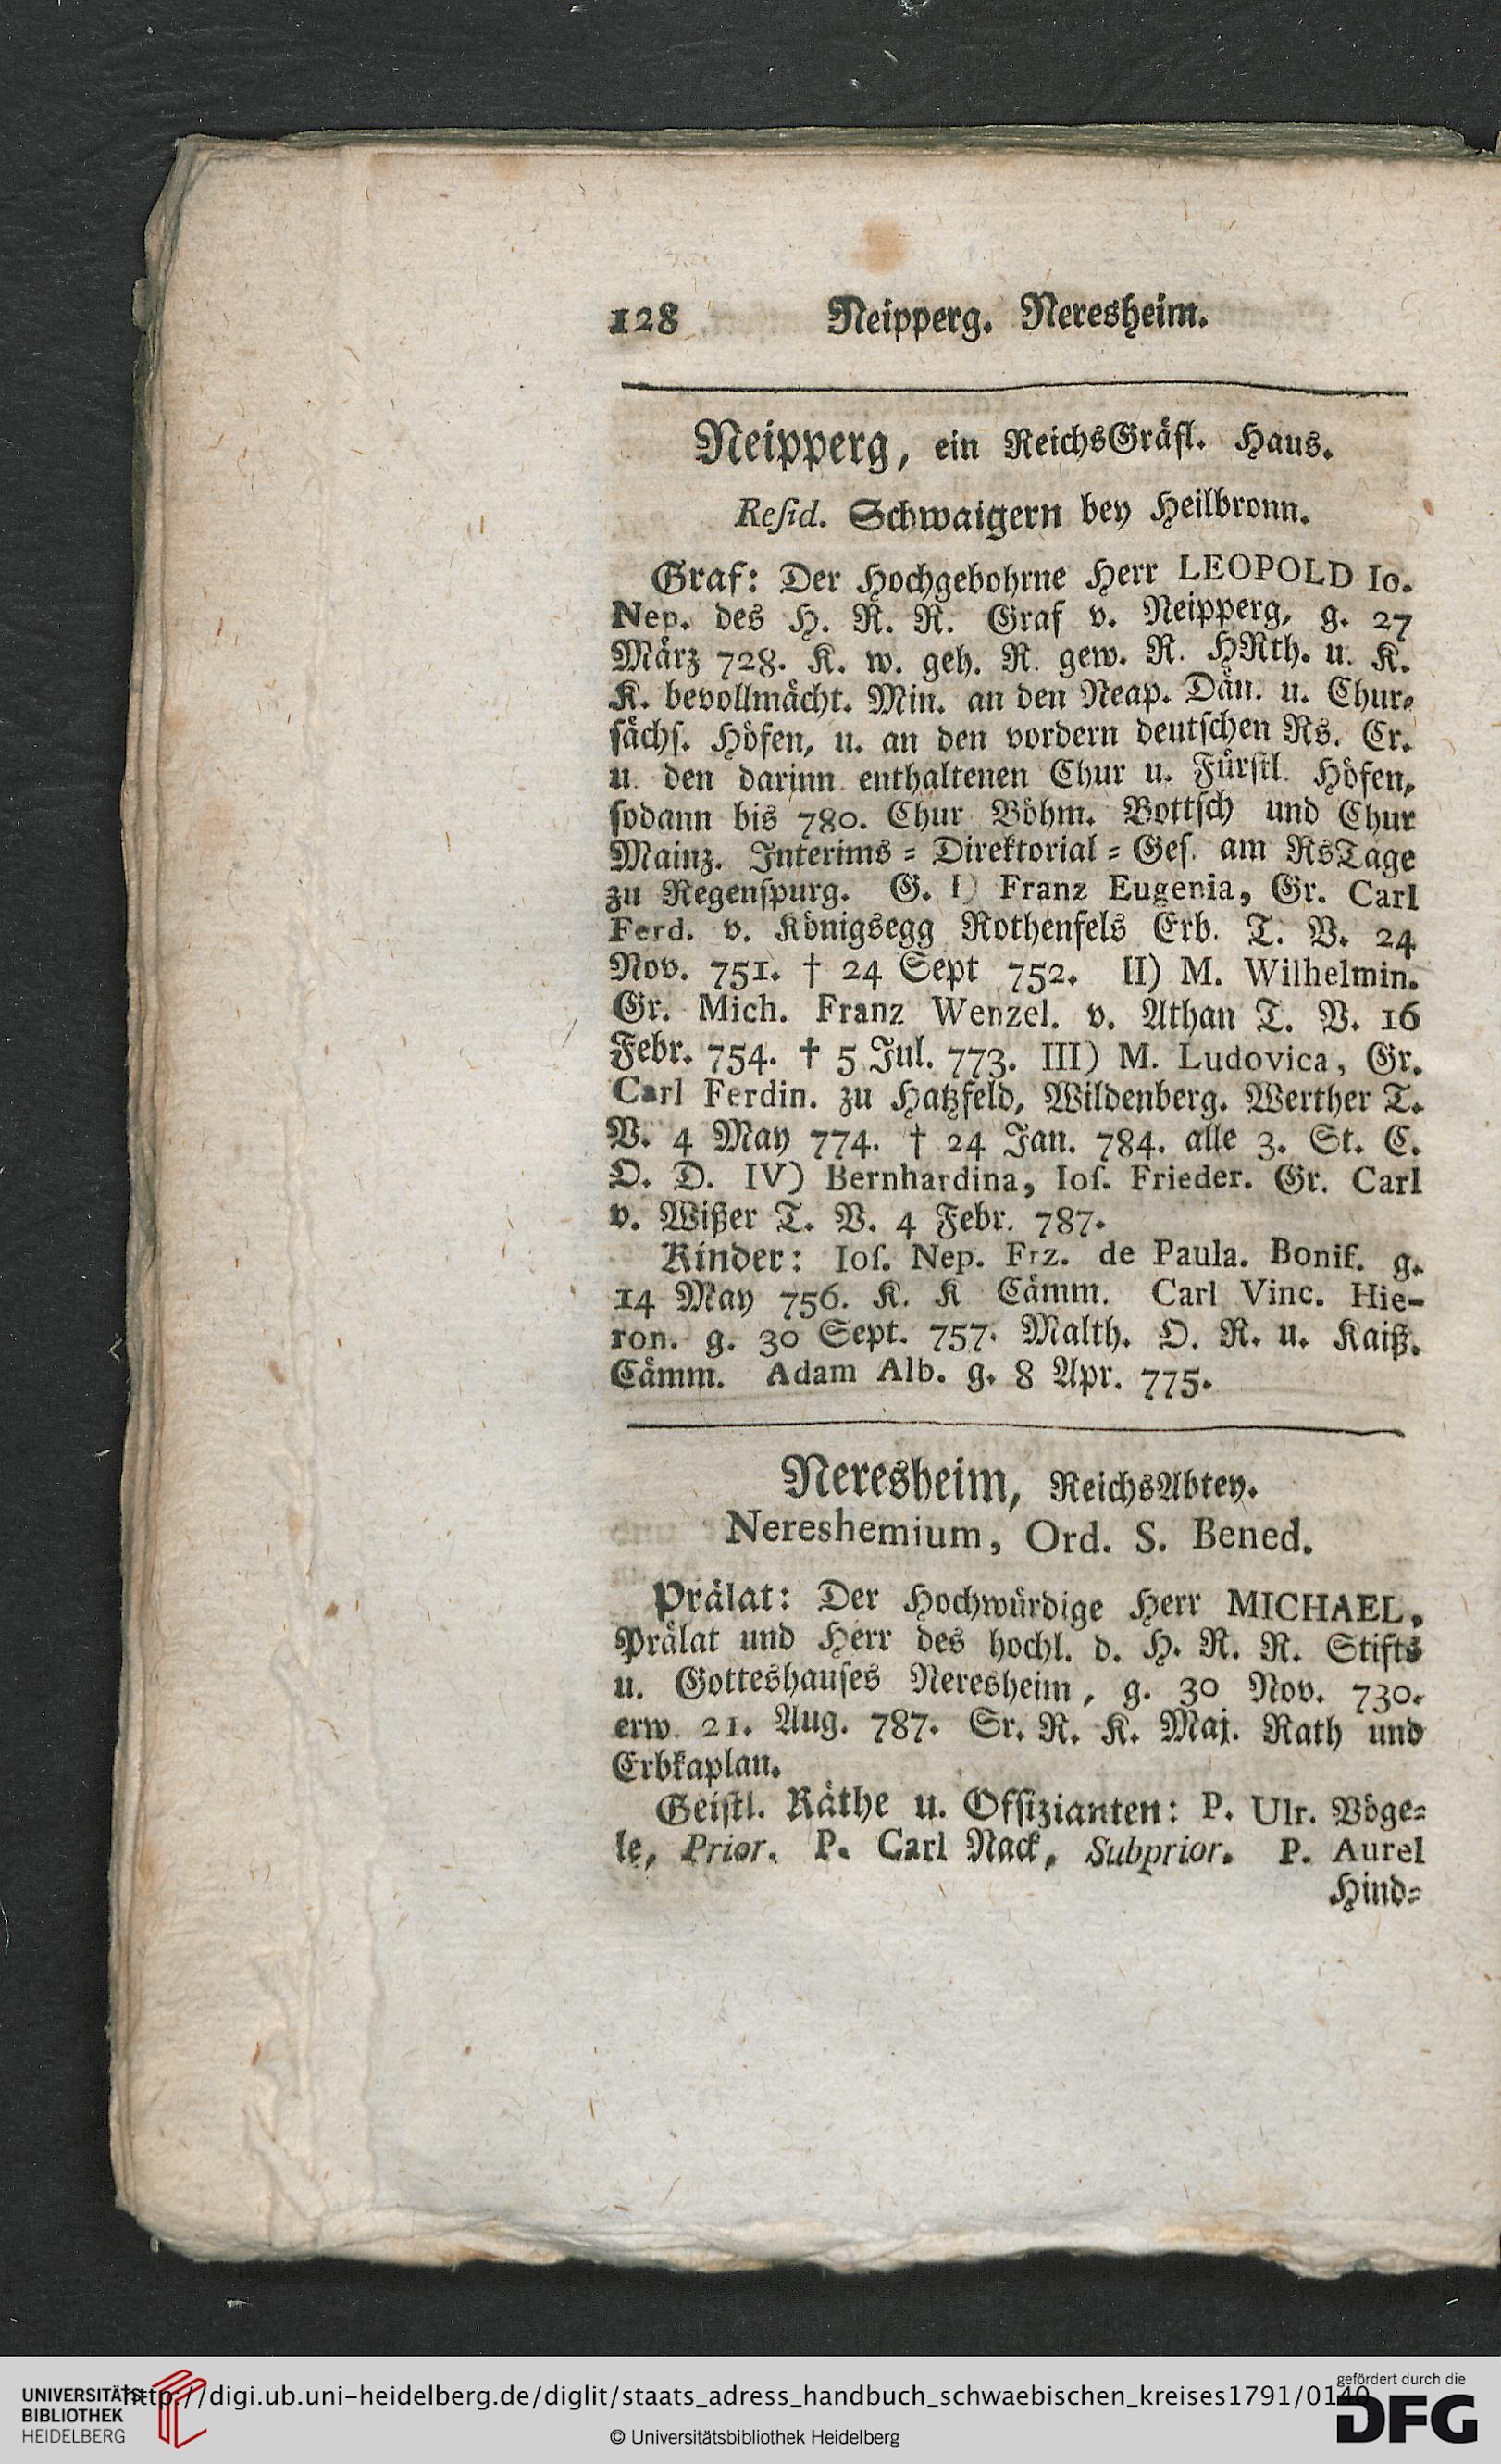 128 Neipperg. Neresheim.
Neipperg, ein ReichsGräfl. Haus.
Reſid. Schwaigern bey Heilbronn.
Graf: Der Hochgebohrne Herr LEOPOLD Io.
Nep. des H. R. R. Graf v. Neipperg, g. 27
März 728. K. w. geh. R. gew. R. HRth. u. K.
K. bevollmächt. Min. an den Neap. Dän. u. Chur⸗
ſächſ. Höfen, u. an den vordern deutſchen Rs. Cr.
u. den darinn enthaltenen Chur u. Fürſtl. Höfen,
ſodann bis 780. Chur Böhm. Bottſch und Chur
Mainz. Interims⸗Direktorial⸗Geſ. am RsTage
zu Regenſpurg. G. I) Franz Eugenia, Gr. Carl
Ferd. v. Königsegg Rothenfels Erb. T. V. 24
Nov. 751. † 24 Sept 752. II) M. Wilhelmin.
Gr. Mich. Franz Wenzel. v. Athan T. V. 16
Febr. 754. † 5 Jul. 773. III) M. Ludovica, Gr.
Carl Ferdin. zu Hatzfeld, Wildenberg. Werther T.
V. 4 May 774. † 24 Jan. 784. alle 3. St. C.
O. D. IV) Bernhardina, Ioſ. Frieder. Gr. Carl
v. Wißer T. V. 4 Febr. 787.
Kinder: Ioſ. Nep. Frz. de Paula. Bonif. g.
14 May 756. K. K Cämm. Carl Vinc. Hie-
ron. g. 30 Sept. 757. Malth. O. R. u. Kaiß.
Cämm. Adam Alb. g. 8 Apr. 775.
Neresheim, ReichsAbtey.
Nereshemium, Ord. S. Bened.
Prälat: Der Hochwürdige Herr MICHAEL,
Prälat und Herr des hochl. d. H. R. R. Stifts
u. Gotteshauſes Neresheim, g. 30 Nov. 730.
erw. 21. Aug. 787. Sr. R. K. Maj. Rath und
Erbkaplan.
Geiſtl. Räthe u. Offizianten: P. Ulr. Vöge⸗
le, Prior. P. Carl Nack, Subprior. P. Aurel
Hind⸗
UNIVERSITÄTS
BIBLIOTHEK
HEIDELBERG
http://digi.ub.uni-heidelberg.de/diglit/staats_adress_handbuch_schwaebischen_kreises1791/0140
© Universitätsbibliothek Heidelberg
gefördert durch die
DFG